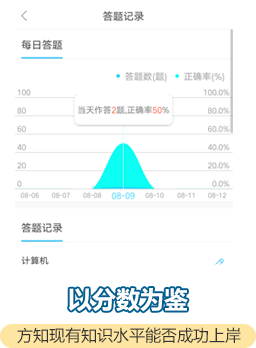 答题记录
每日答题
答题数(题) 正确率(%)
100 100.0%
当天作答2题,正确率50%
80 80.0%
60 60.0%
40 40.0%
20 20.0%
0 0.0%
08-06 08-07 08-08 08-09 08-10 08-11 08-12
答题记录
计算机
以分数为鉴
方知现有知识水平能否成功上岸